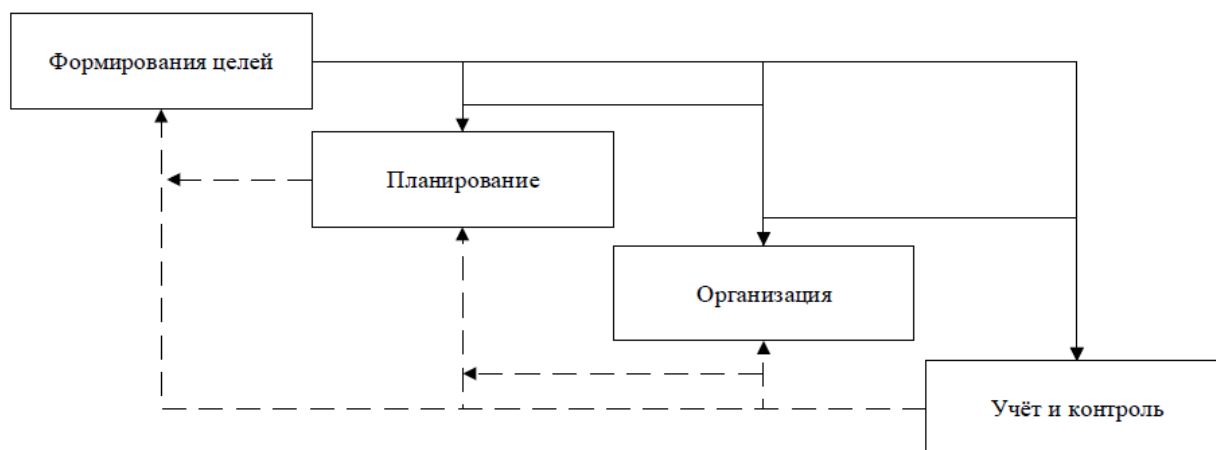 Формирования целей
Планирование
Организация
Учёт и контроль